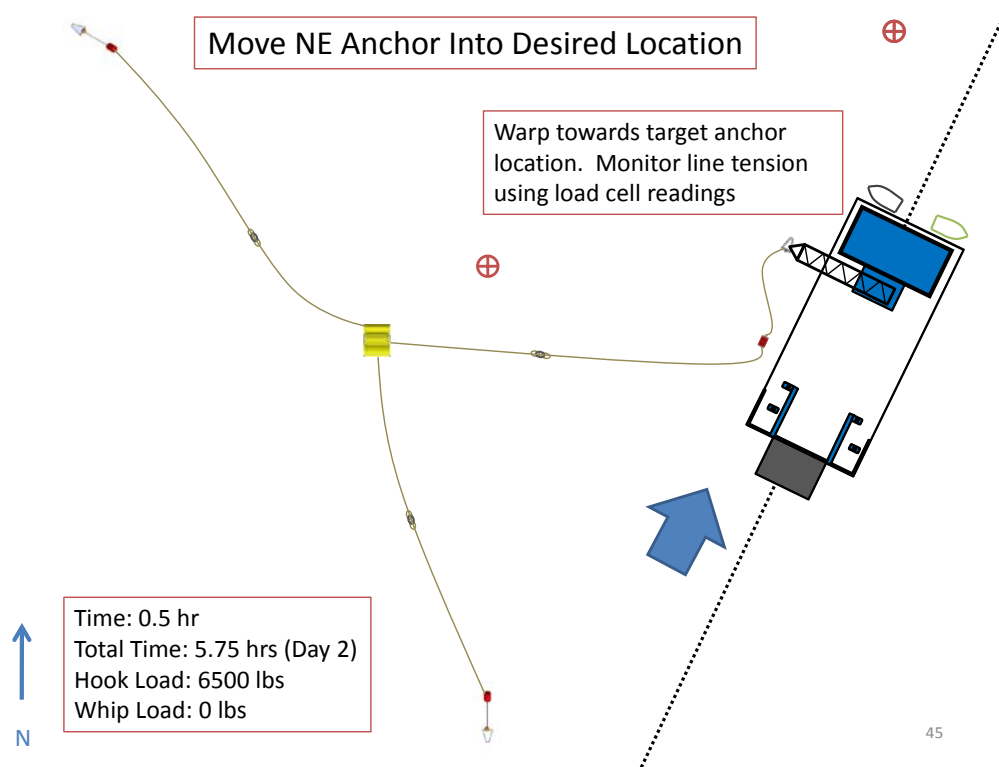 Move NE Anchor Into Desired Location
Warp towards target anchor
location.  Monitor line tension
using load cell readings
Time: 0.5 hr
Total Time: 5.75 hrs (Day 2)
Hook Load: 6500 lbs
Whip Load: 0 lbs
N
45